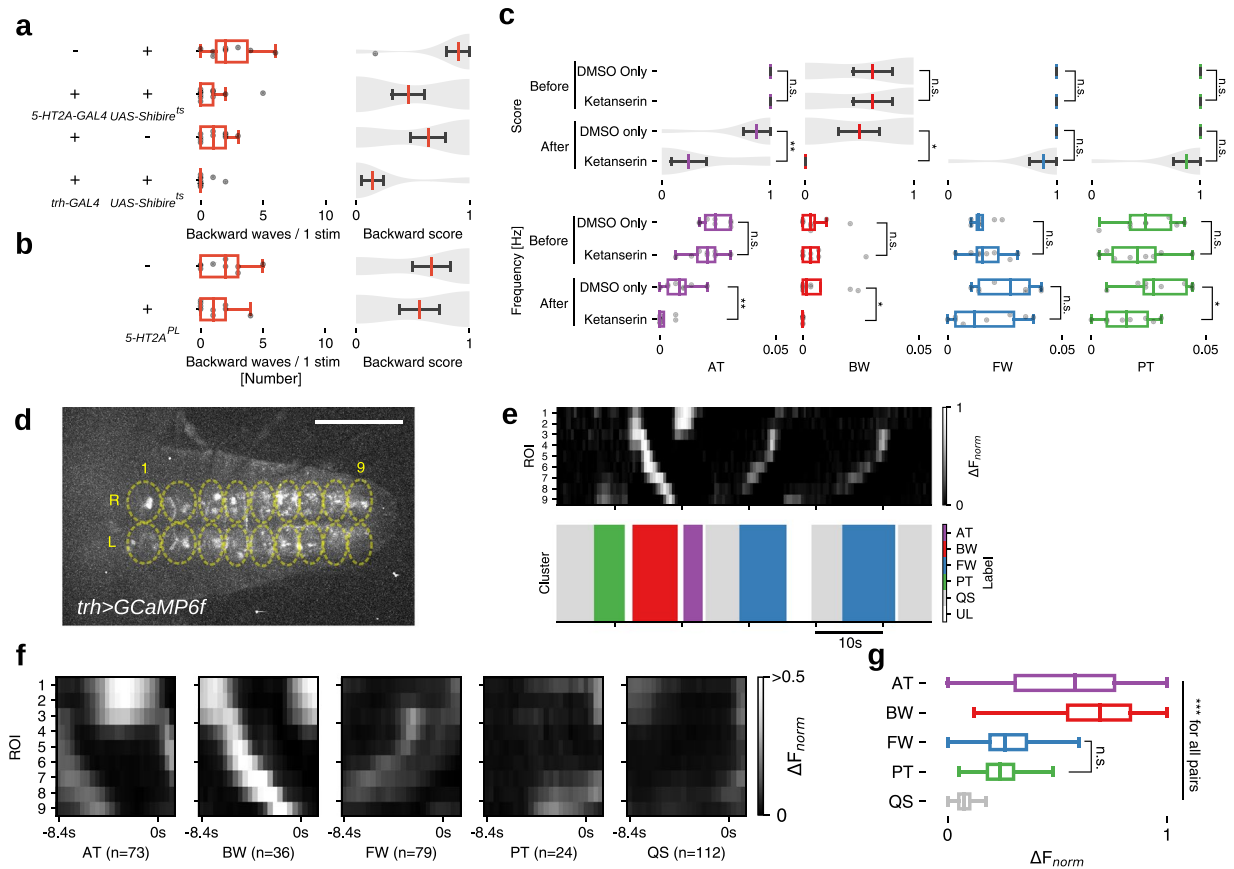 a
- +
+ +
5-HT2A-GAL4 UAS-Shibire^ts
+ -
+ +
trh-GAL4 UAS-Shibire^ts
0 5 10
Backward waves / 1 stim
0 1
Backward score
b
-
+
5-HT2A^PL
0 5 10
Backward waves / 1 stim
[Number]
0 1
Backward score
c
Score
Before
DMSO Only
Ketanserin
After
DMSO only
Ketanserin
n.s.
**
n.s.
*
n.s.
n.s.
n.s.
n.s.
0 1
0 1
0 1
0 1
Frequency [Hz]
Before
DMSO Only
Ketanserin
After
DMSO only
Ketanserin
n.s.
**
n.s.
*
n.s.
n.s.
n.s.
*
0 0.05
0 0.05
0 0.05
0 0.05
AT BW FW PT
d
1 9
R
L
trh>GCaMP6f
e
ROI
1
2
3
4
5
6
7
8
9
1
0
ΔF_norm
Cluster
AT
BW
FW
PT
QS
UL
Label
10s
f
ROI
1
2
3
4
5
6
7
8
9
-8.4s 0s
-8.4s 0s
-8.4s 0s
-8.4s 0s
-8.4s 0s
AT (n=73) BW (n=36) FW (n=79) PT (n=24) QS (n=112)
>0.5
0
ΔF_norm
g
AT
BW
FW
PT
QS
n.s.
*** for all pairs
0 1
ΔF_norm